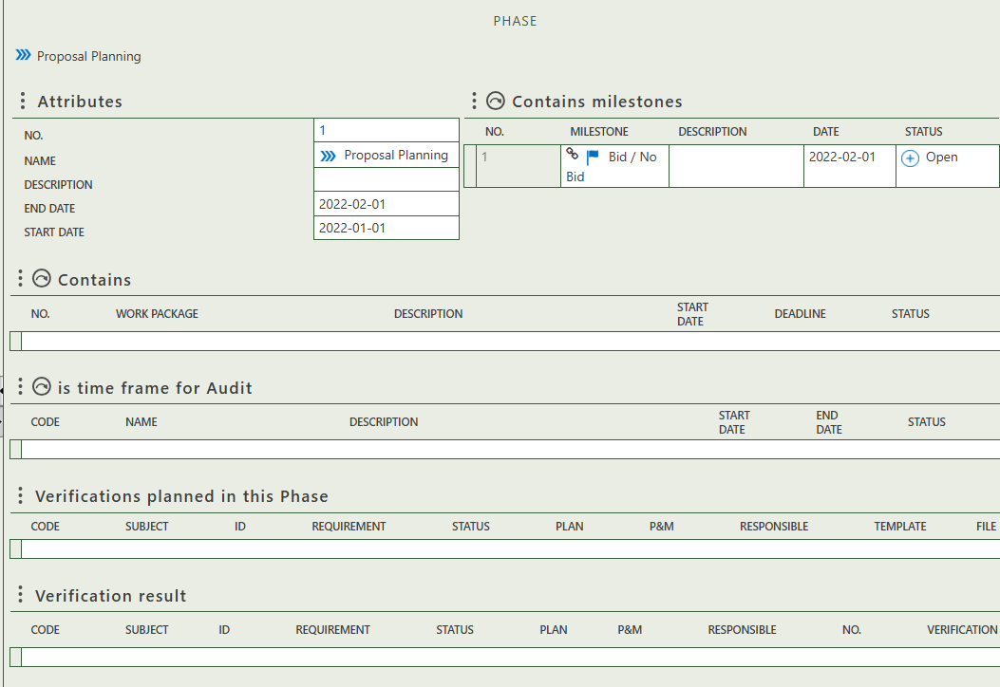 PHASE
Proposal Planning
Attributes
NO. 1
NAME Proposal Planning
DESCRIPTION
END DATE 2022-02-01
START DATE 2022-01-01
Contains milestones
NO. MILESTONE DESCRIPTION DATE STATUS
1 Bid / No 2022-02-01 Open
Bid
Contains
NO. WORK PACKAGE DESCRIPTION START DEADLINE STATUS
DATE
is time frame for Audit
CODE NAME DESCRIPTION START END STATUS
DATE DATE
Verifications planned in this Phase
CODE SUBJECT ID REQUIREMENT STATUS PLAN P&M RESPONSIBLE TEMPLATE FILE
Verification result
CODE SUBJECT ID REQUIREMENT STATUS PLAN P&M RESPONSIBLE NO. VERIFICATION